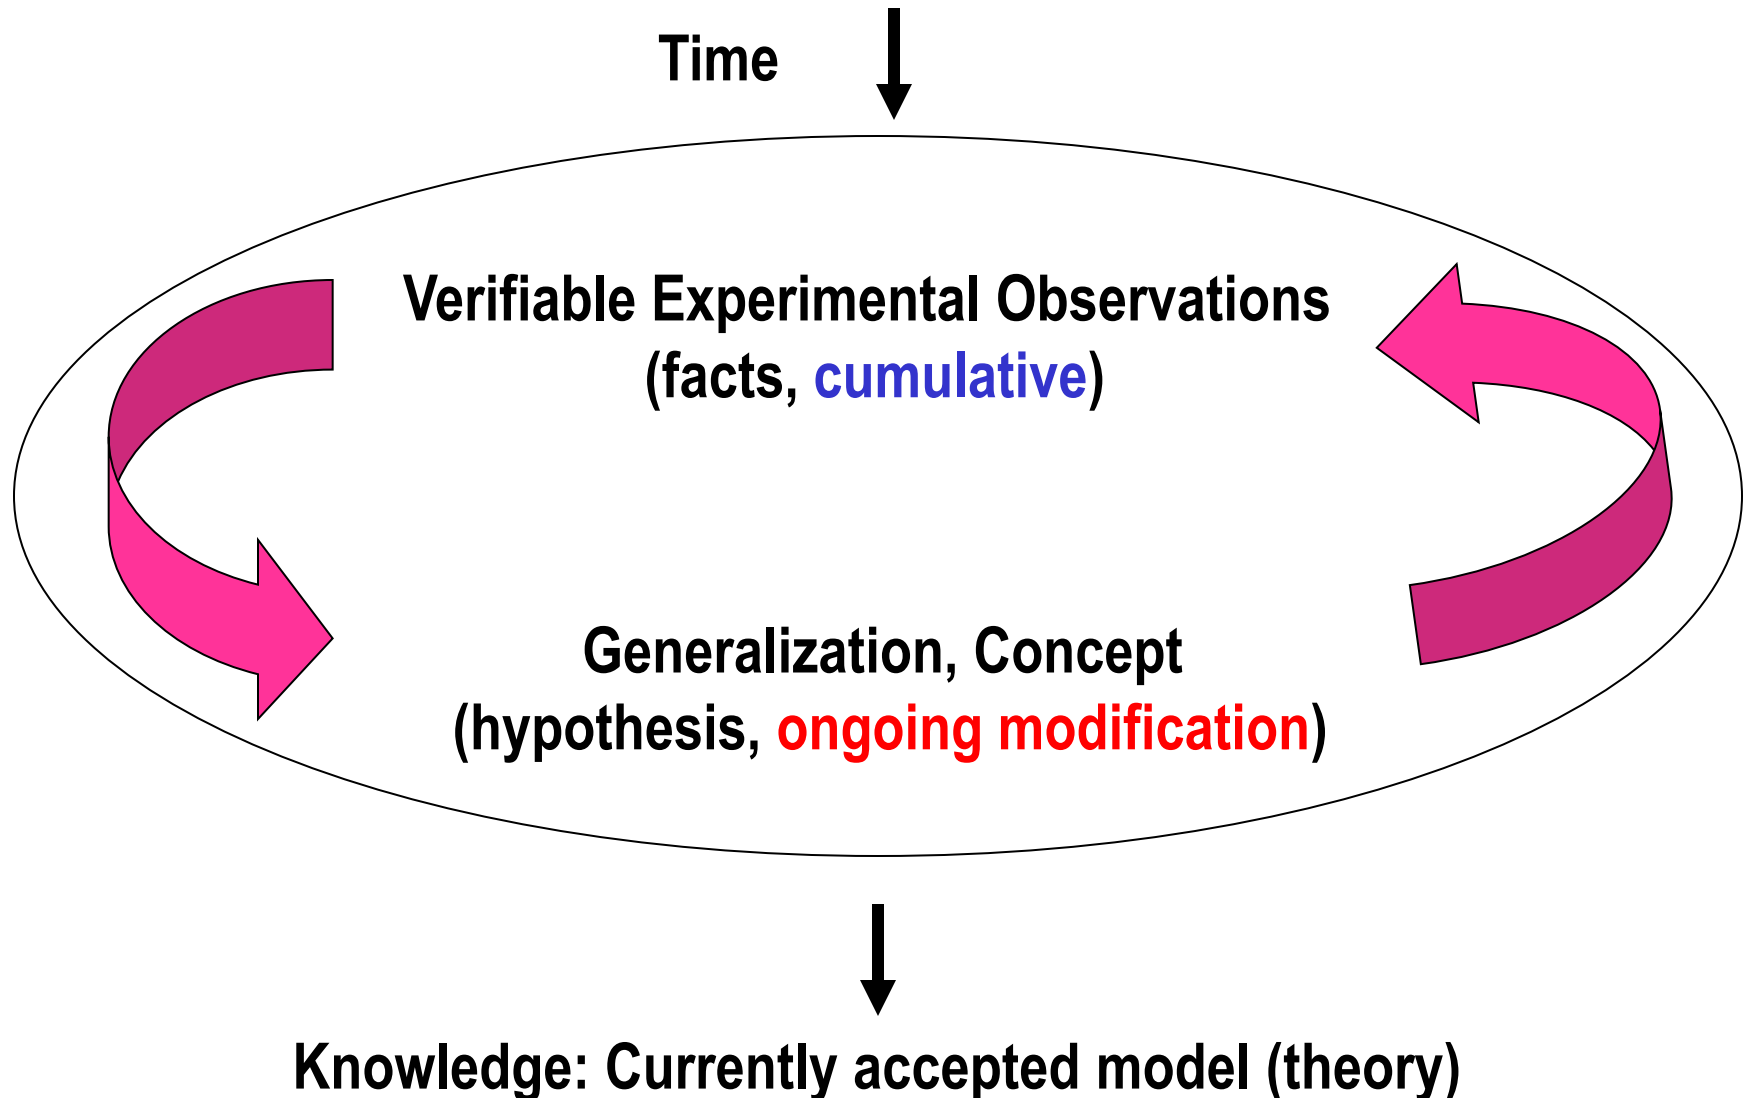 Time
Verifiable Experimental Observations
(facts, cumulative)
Generalization, Concept
(hypothesis, ongoing modification)
Knowledge: Currently accepted model (theory)